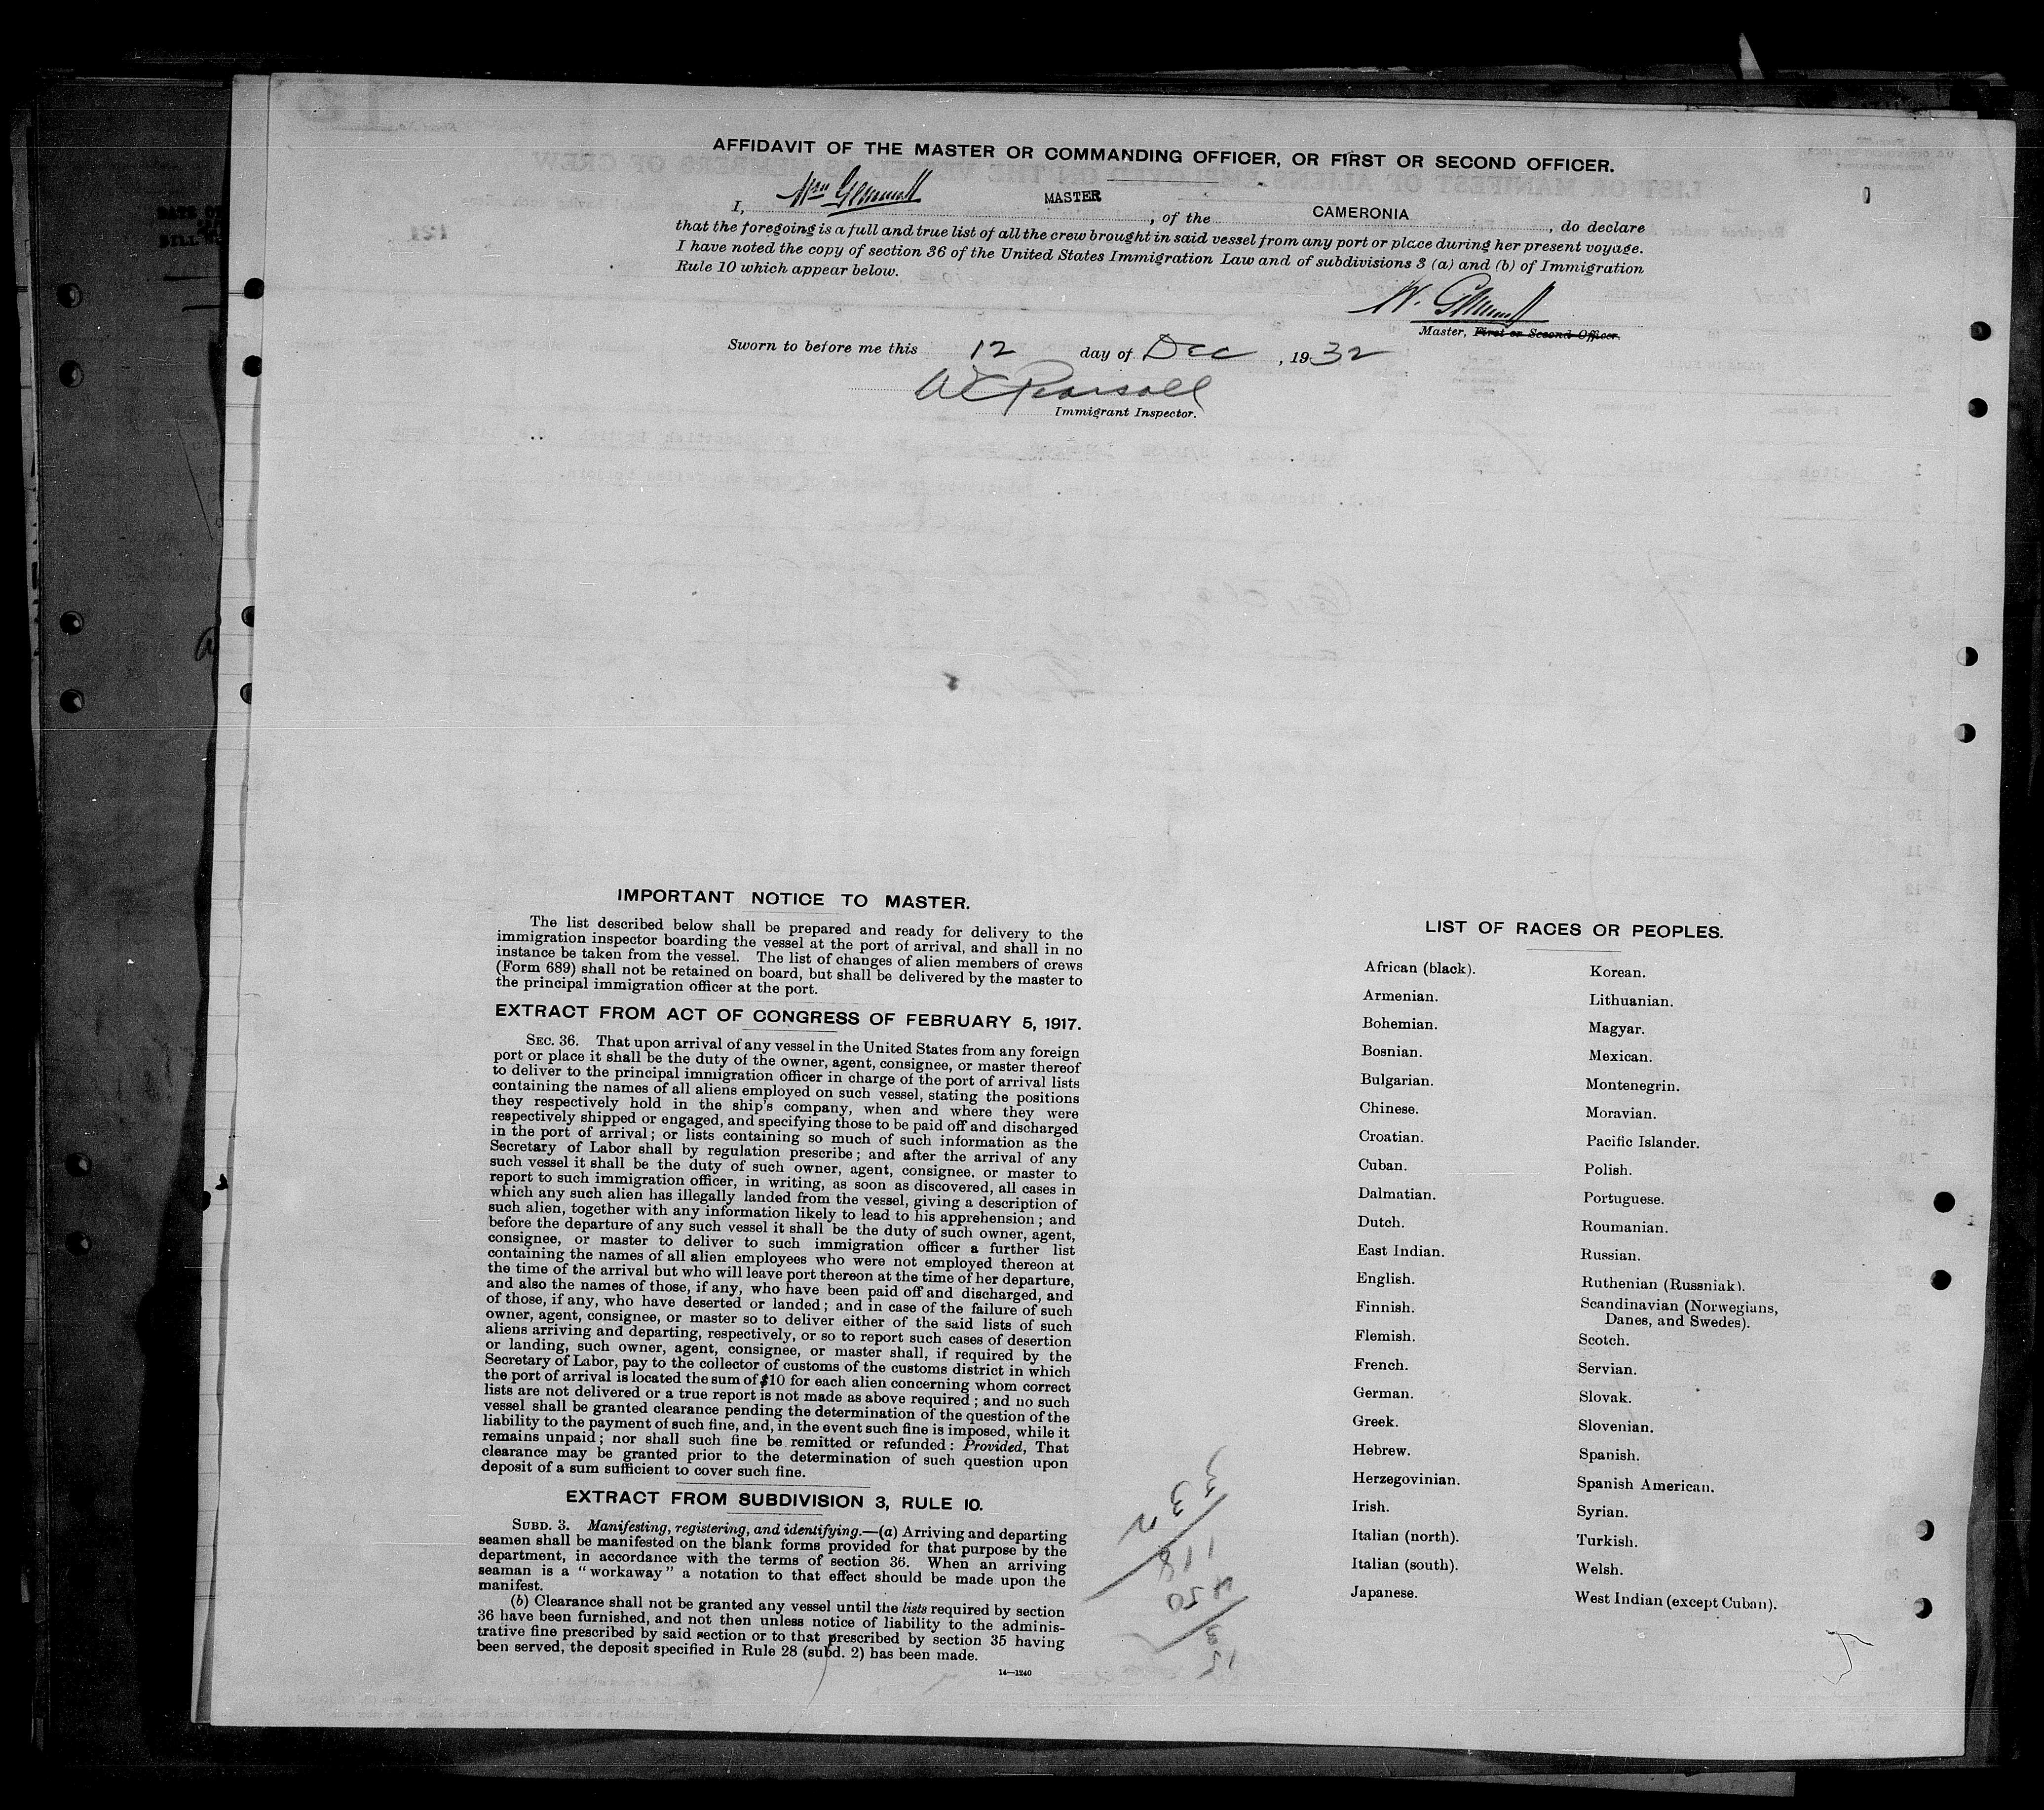 AFFIDAVIT OF THE MASTER OR COMMANDING OFFICER, OR FIRST OR SECOND OFFICER.
I, Wm Gemmell MASTER, of the CAMERONIA, do declare
that the foregoing is a full and true list of all the crew brought in said vessel from any port or place during her present voyage.
I have noted the copy of section 36 of the United States Immigration Law and of subdivisions 3 (a) and (b) of Immigration
Rule 10 which appear below.
W. Gemmell
Master, First or Second Officer.
Sworn to before me this 12 day of Dec, 1932
Pearsall
Immigrant Inspector.
IMPORTANT NOTICE TO MASTER.
The list described below shall be prepared and ready for delivery to the
immigration inspector boarding the vessel at the port of arrival, and shall in no
instance be taken from the vessel. The list of changes of alien members of crews
(Form 689) shall not be retained on board, but shall be delivered by the master to
the principal immigration officer at the port.
EXTRACT FROM ACT OF CONGRESS OF FEBRUARY 5, 1917.
SEC. 36. That upon arrival of any vessel in the United States from any foreign
port or place it shall be the duty of the owner, agent, consignee, or master thereof
to deliver to the principal immigration officer in charge of the port of arrival lists
containing the names of all aliens employed on such vessel, stating the positions
they respectively hold in the ship's company, when and where they were
respectively shipped or engaged, and specifying those to be paid off and discharged
in the port of arrival; or lists containing so much of such information as the
Secretary of Labor shall by regulation prescribe; and after the arrival of any
such vessel it shall be the duty of such owner, agent, consignee, or master to
report to such immigration officer, in writing, as soon as discovered, all cases in
which any such alien has illegally landed from the vessel, giving a description of
such alien, together with any information likely to lead to his apprehension; and
before the departure of any such vessel it shall be the duty of such owner, agent,
consignee, or master to deliver to such immigration officer a further list
containing the names of all alien employees who were not employed thereon at
the time of the arrival but who will leave port thereon at the time of her departure,
and also the names of those, if any, who have been paid off and discharged, and
of those, if any, who have deserted or landed; and in case of the failure of such
owner, agent, consignee, or master so to deliver either of the said lists of such
aliens arriving and departing, respectively, or so to report such cases of desertion
or landing, such owner, agent, consignee, or master shall, if required by the
Secretary of Labor, pay to the collector of customs of the customs district in which
the port of arrival is located the sum of $10 for each alien concerning whom correct
lists are not delivered or a true report is not made as above required; and no such
vessel shall be granted clearance pending the determination of the question of the
liability to the payment of such fine, and, in the event such fine is imposed, while it
remains unpaid; nor shall such fine be remitted or refunded: Provided, That
clearance may be granted prior to the determination of such question upon
deposit of a sum sufficient to cover such fine.
EXTRACT FROM SUBDIVISION 3, RULE 10.
SUBD. 3. Manifesting, registering, and identifying.—(a) Arriving and departing
seamen shall be manifested on the blank forms provided for that purpose by the
department, in accordance with the terms of section 36. When an arriving
seaman is a "workaway" a notation to that effect should be made upon the
manifest.
(b) Clearance shall not be granted any vessel until the lists required by section
36 have been furnished, and not then unless notice of liability to the adminis-
trative fine prescribed by said section or to that prescribed by section 35 having
been served, the deposit specified in Rule 28 (subd. 2) has been made.
14—1240
LIST OF RACES OR PEOPLES.
African (black).
Armenian.
Bohemian.
Bosnian.
Bulgarian.
Chinese.
Croatian.
Cuban.
Dalmatian.
Dutch.
East Indian.
English.
Finnish.
Flemish.
French.
German.
Greek.
Hebrew.
Herzegovinian.
Irish.
Italian (north).
Italian (south).
Japanese.
Korean.
Lithuanian.
Magyar.
Mexican.
Montenegrin.
Moravian.
Pacific Islander.
Polish.
Portuguese.
Roumanian.
Russian.
Ruthenian (Russniak).
Scandinavian (Norwegians,
Danes, and Swedes).
Scotch.
Servian.
Slovak.
Slovenian.
Spanish.
Spanish American.
Syrian.
Turkish.
Welsh.
West Indian (except Cuban).